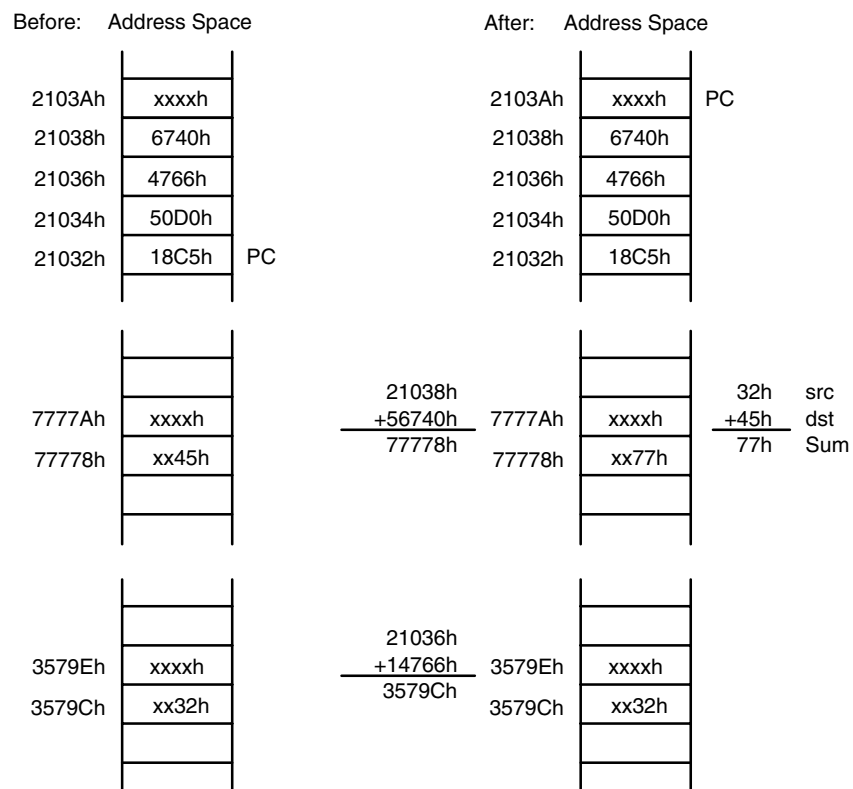 Before: Address Space After: Address Space
2103Ah xxxxh 2103Ah xxxxh PC
21038h 6740h 21038h 6740h
21036h 4766h 21036h 4766h
21034h 50D0h 21034h 50D0h
21032h 18C5h PC 21032h 18C5h
21038h 32h src
7777Ah xxxxh +56740h 7777Ah xxxxh +45h dst
77778h xx45h 77778h 77778h xx77h 77h Sum
21036h
3579Eh xxxxh +14766h 3579Eh xxxxh
3579Ch xx32h 3579Ch 3579Ch xx32h